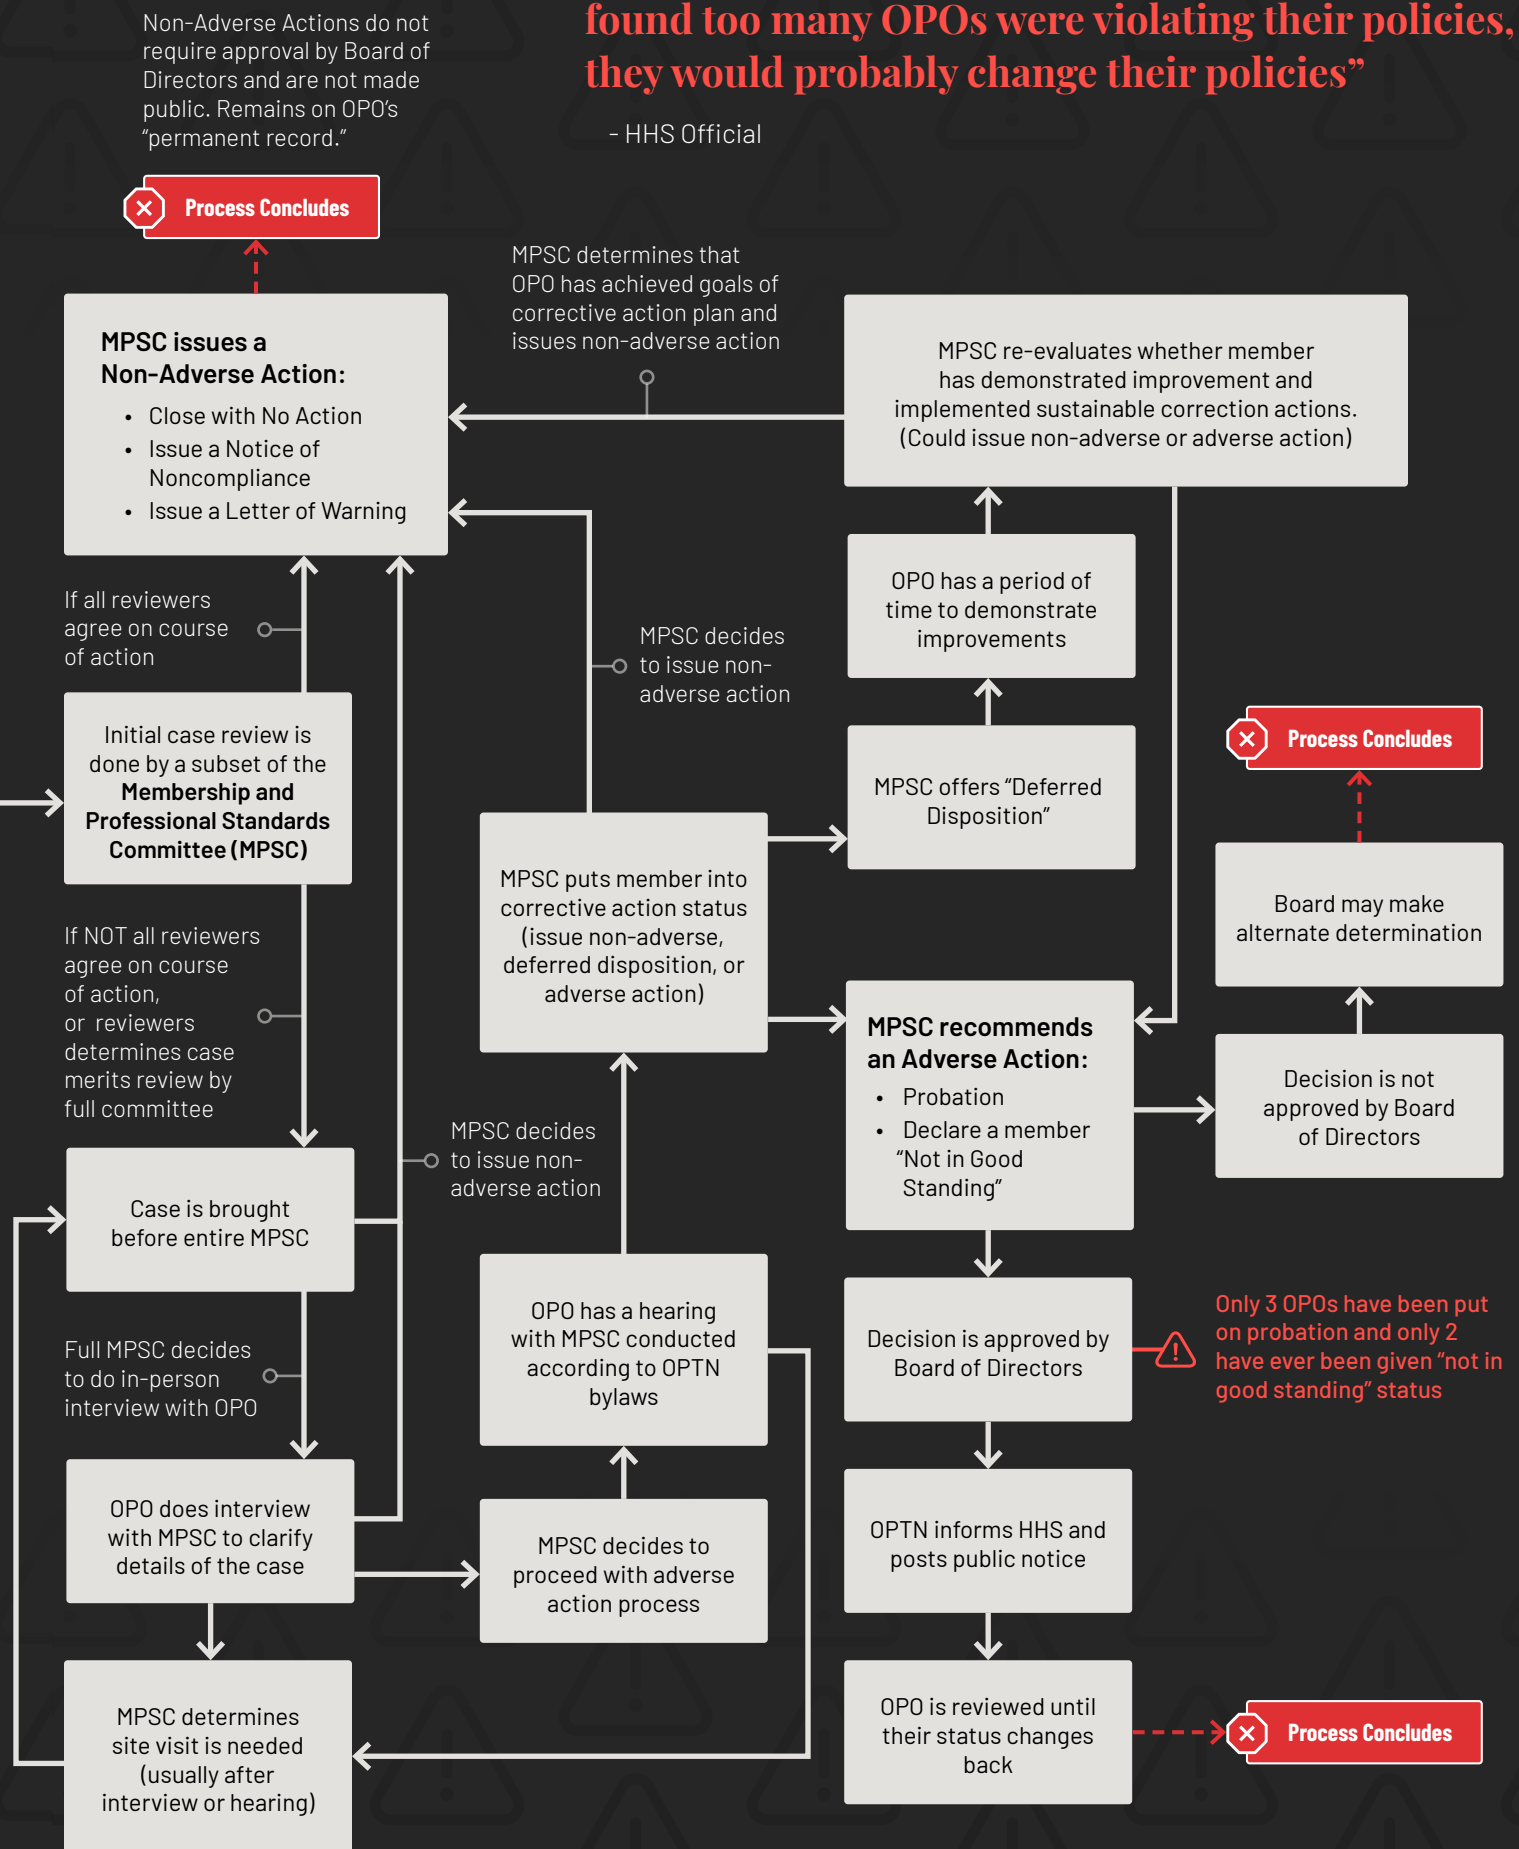 Non-Adverse Actions do not
require approval by Board of
Directors and are not made
public. Remains on OPO’s
“permanent record.”
found too many OPOs were violating their policies,
they would probably change their policies”
- HHS Official
Process Concludes
MPSC issues a
Non-Adverse Action:
• Close with No Action
• Issue a Notice of
Noncompliance
• Issue a Letter of Warning
MPSC determines that
OPO has achieved goals of
corrective action plan and
issues non-adverse action
MPSC re-evaluates whether member
has demonstrated improvement and
implemented sustainable correction actions.
(Could issue non-adverse or adverse action)
If all reviewers
agree on course
of action
MPSC decides
to issue non-
adverse action
OPO has a period of
time to demonstrate
improvements
Initial case review is
done by a subset of the
Membership and
Professional Standards
Committee (MPSC)
MPSC offers “Deferred
Disposition”
Process Concludes
MPSC puts member into
corrective action status
(issue non-adverse,
deferred disposition, or
adverse action)
Board may make
alternate determination
If NOT all reviewers
agree on course
of action,
or reviewers
determines case
merits review by
full committee
MPSC recommends
an Adverse Action:
• Probation
• Declare a member
“Not in Good
Standing”
Decision is not
approved by Board
of Directors
MPSC decides
to issue non-
adverse action
Case is brought
before entire MPSC
OPO has a hearing
with MPSC conducted
according to OPTN
bylaws
Decision is approved by
Board of Directors
Only 3 OPOs have been put
on probation and only 2
have ever been given “not in
good standing” status
Full MPSC decides
to do in-person
interview with OPO
OPO does interview
with MPSC to clarify
details of the case
MPSC decides to
proceed with adverse
action process
OPTN informs HHS and
posts public notice
MPSC determines
site visit is needed
(usually after
interview or hearing)
OPO is reviewed until
their status changes
back
Process Concludes